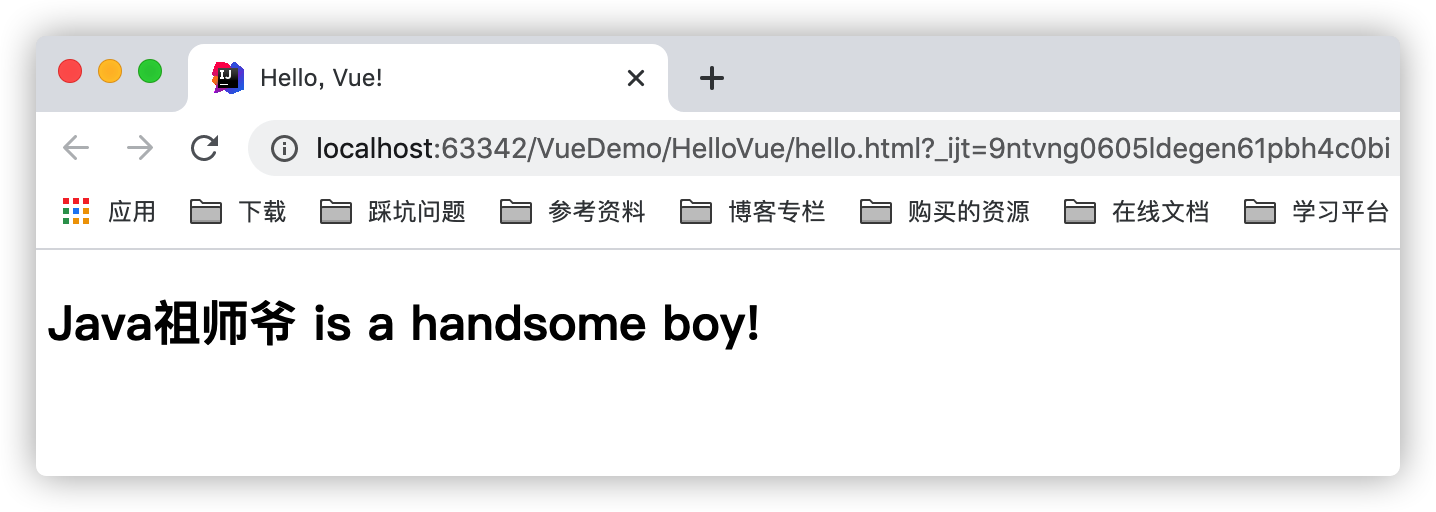 IJ
Hello, Vue!
localhost:63342/VueDemo/HelloVue/hello.html?_ijt=9ntvng0605ldegen61pbh4c0bi
应用 下载 踩坑问题 参考资料 博客专栏 购买的资源 在线文档 学习平台
Java祖师爷 is a handsome boy!